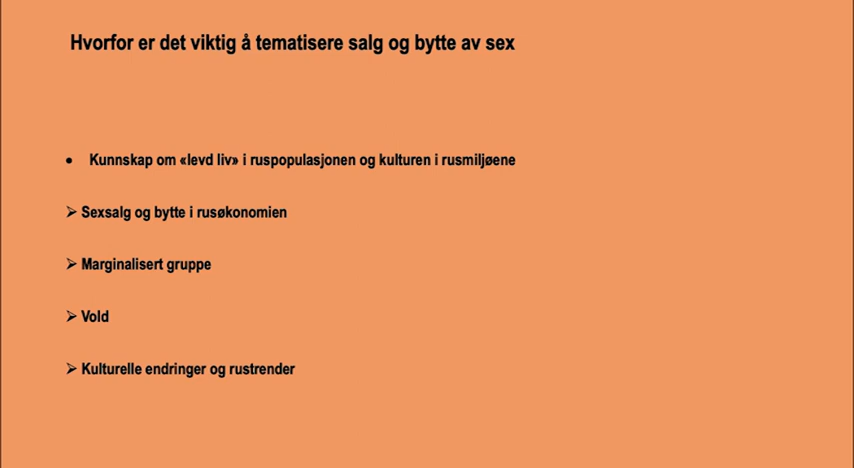 Hvorfor er det viktig å tematisere salg og bytte av sex
• Kunnskap om «levd liv» i ruspopulasjonen og kulturen i rusmiljøene
➢ Sexsalg og bytte i rusøkonomien
➢ Marginalisert gruppe
➢ Vold
➢ Kulturelle endringer og rustrender